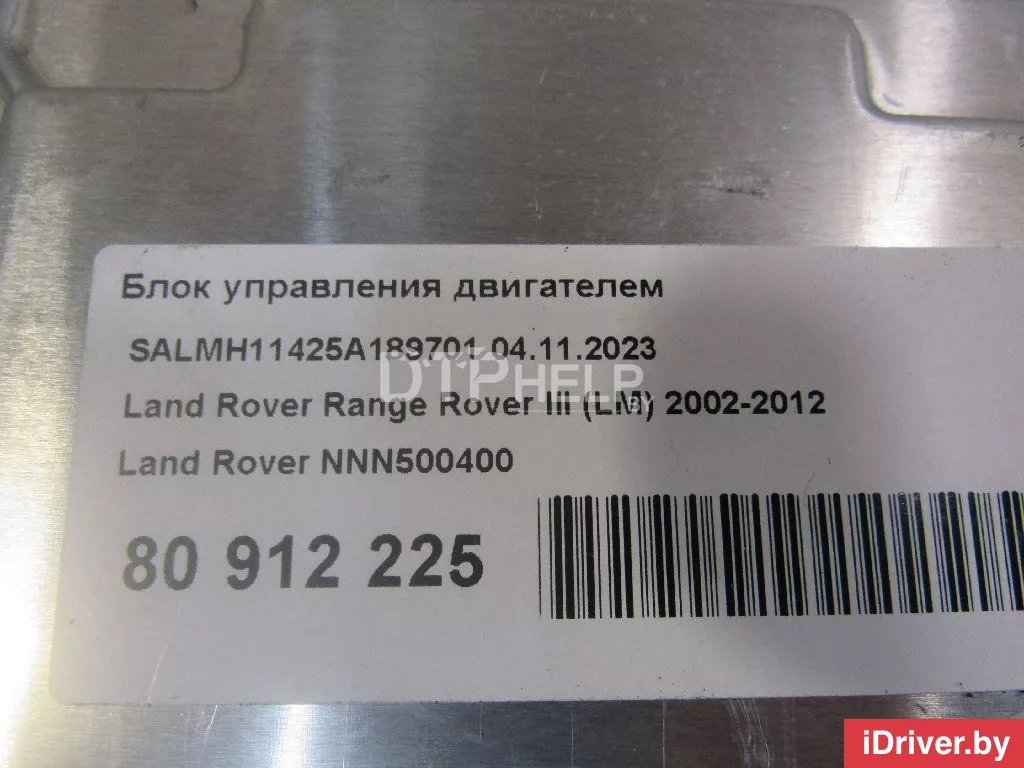 Блок управления двигателем
SALMH11425A189701 04.11.2023
DTPHELP.BY
Land Rover Range Rover III (LM) 2002-2012
Land Rover NNN500400
80 912 225
iDriver.by